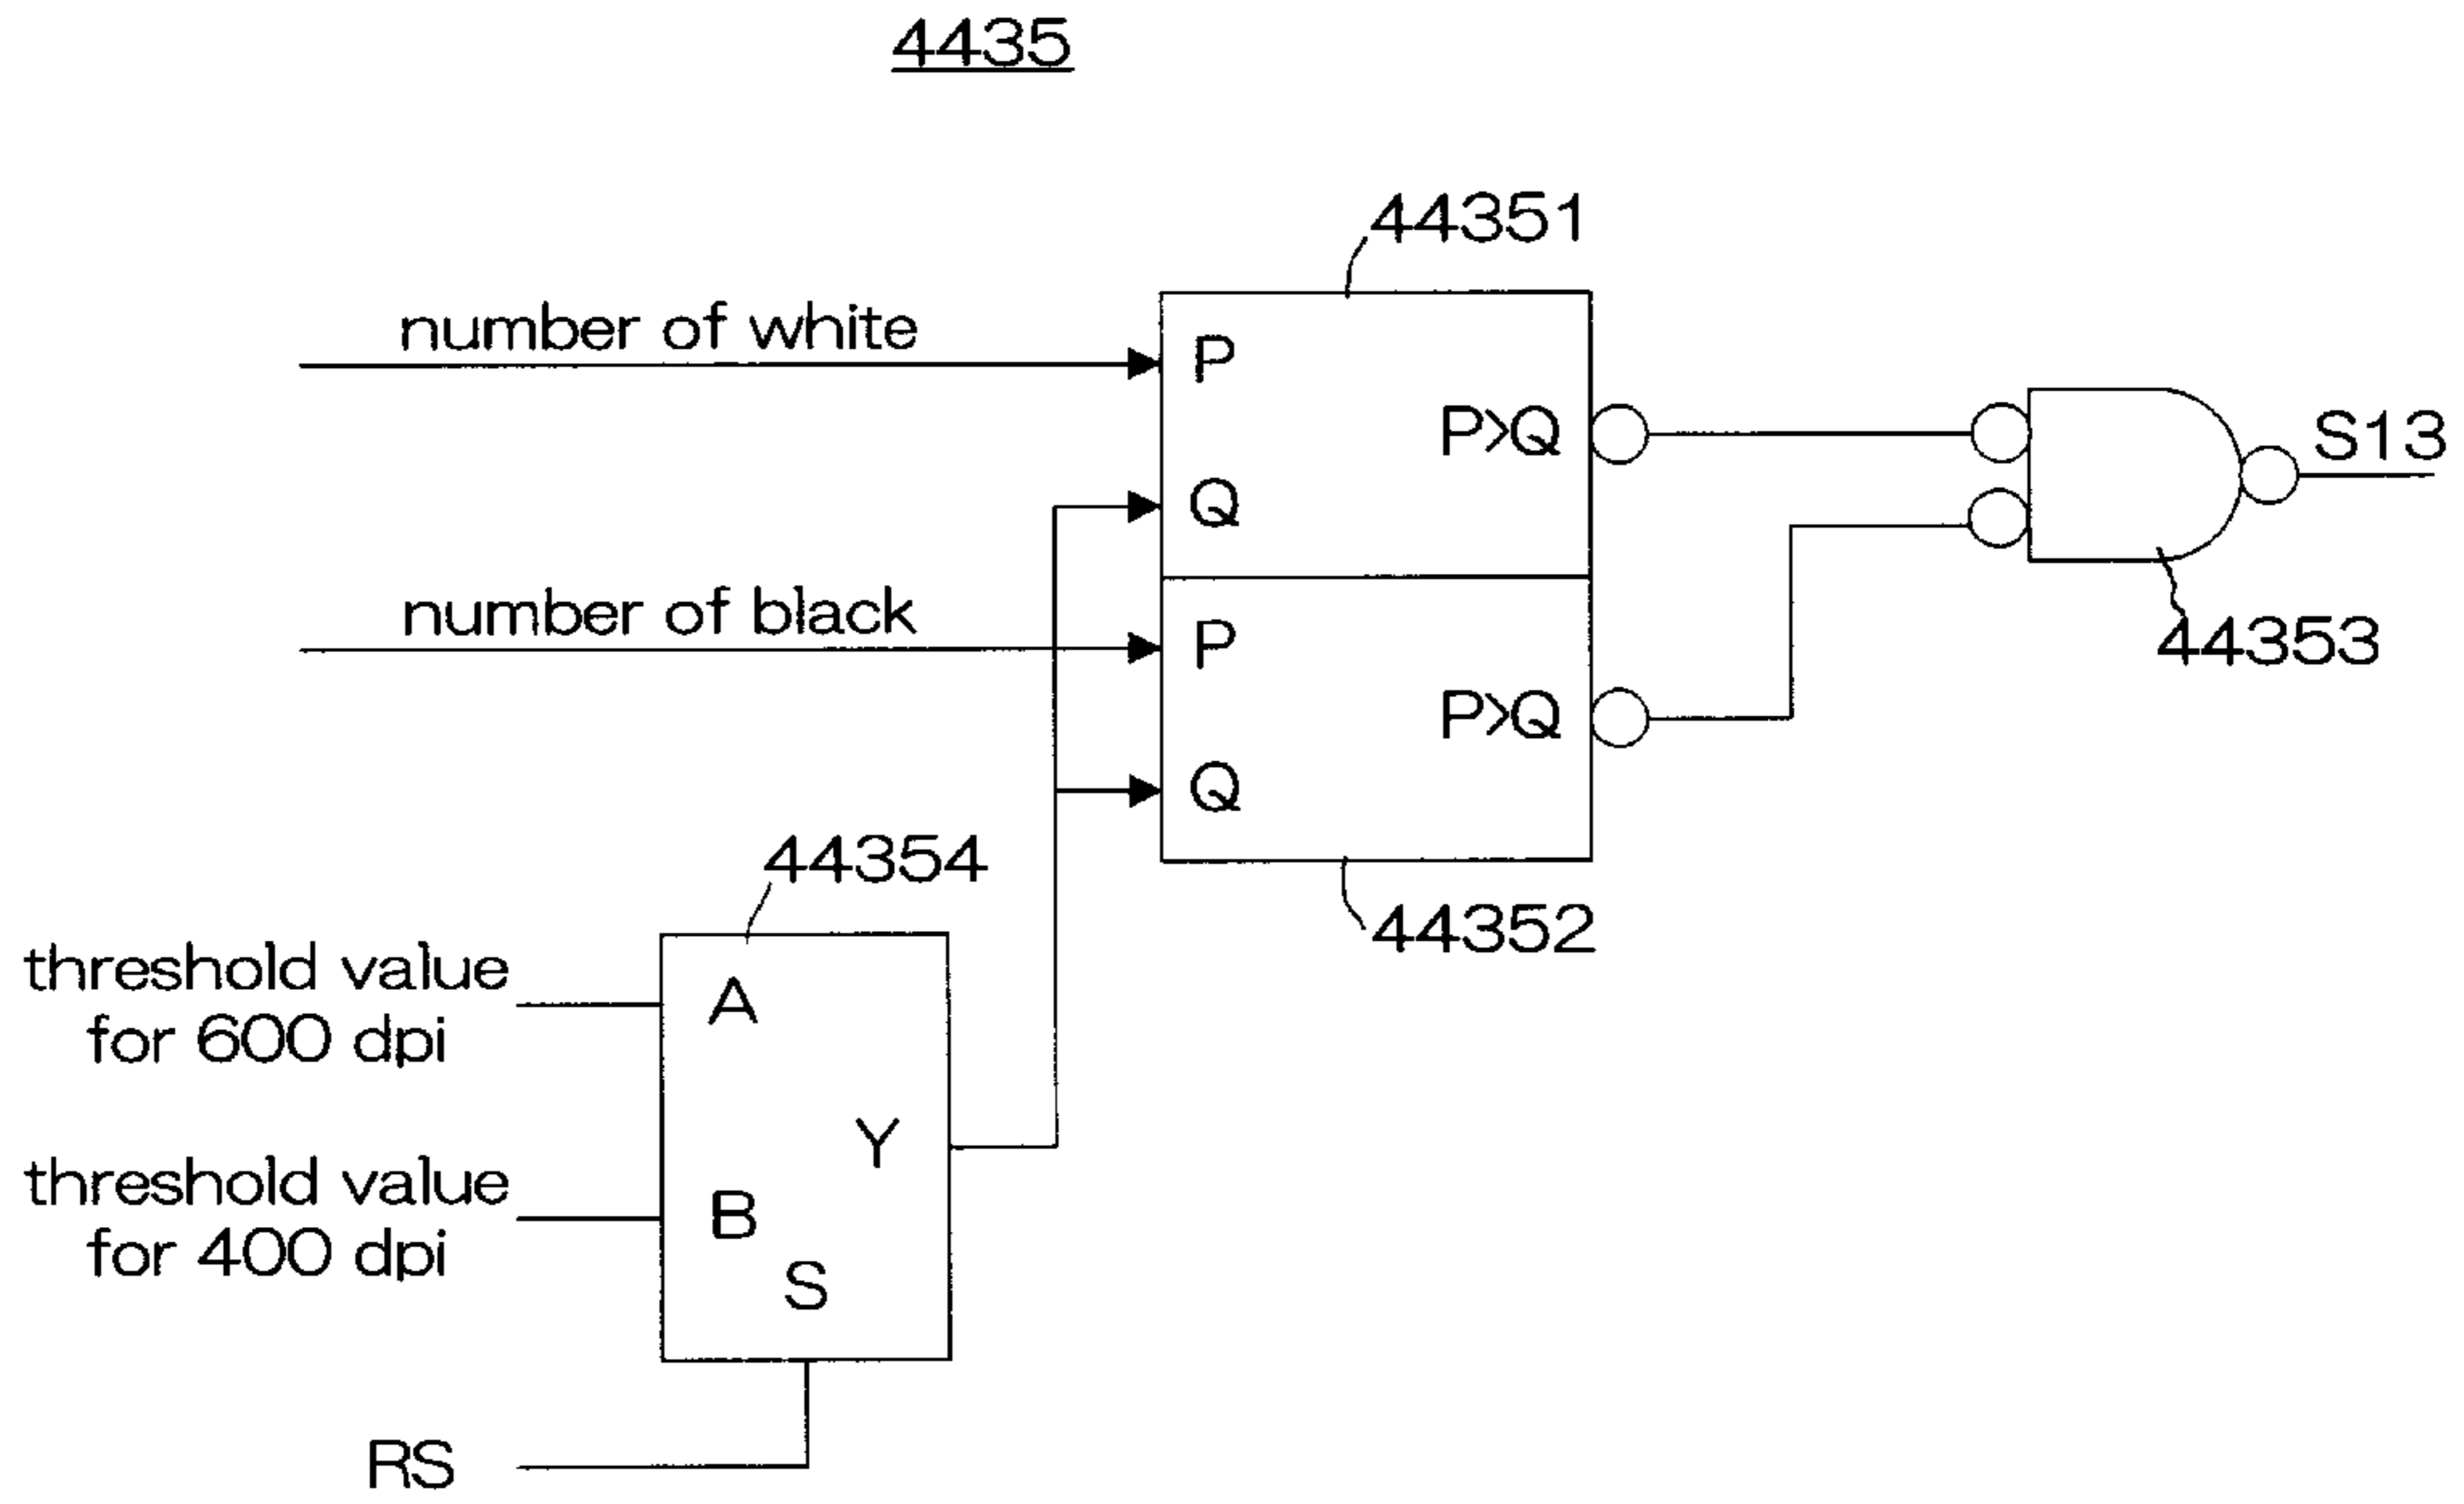 4435
44351
number of white
P
P>Q
S13
Q
number of black
P
44353
P>Q
Q
44354
44352
threshold value
for 600 dpi
A
Y
threshold value
for 400 dpi
B
S
RS